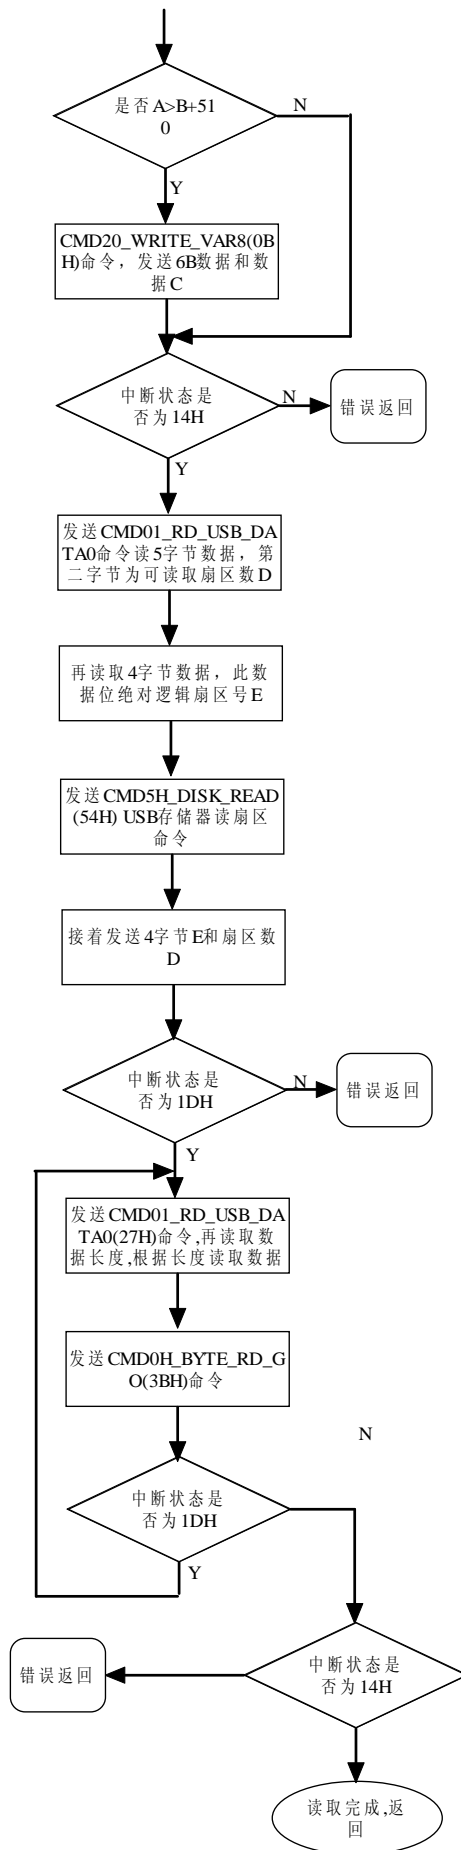 是否A>B+51
0
N
Y
CMD20_WRITE_VAR8(0B
H)命令，发送6B数据和数
据C
中断状态是
否为14H
N
错误返回
Y
发送CMD01_RD_USB_DA
TA0命令读5字节数据，第
二字节为可读取扇区数D
再读取4字节数据，此数
据位绝对逻辑扇区号E
发送CMD5H_DISK_READ
(54H) USB存储器读扇区
命令
接着发送4字节E和扇区数
D
中断状态是
否为1DH
N
错误返回
Y
发送CMD01_RD_USB_DA
TA0(27H)命令,再读取数
据长度,根据长度读取数据
发送CMD0H_BYTE_RD_G
O(3BH)命令
N
中断状态是
否为1DH
Y
错误返回
中断状态是
否为14H
读取完成,返
回